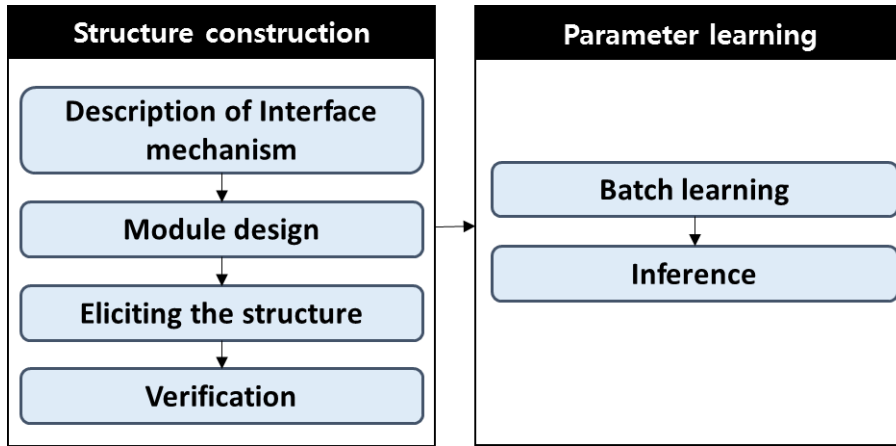 Structure construction
Description of Interface
mechanism
Module design
Eliciting the structure
Verification
Parameter learning
Batch learning
Inference